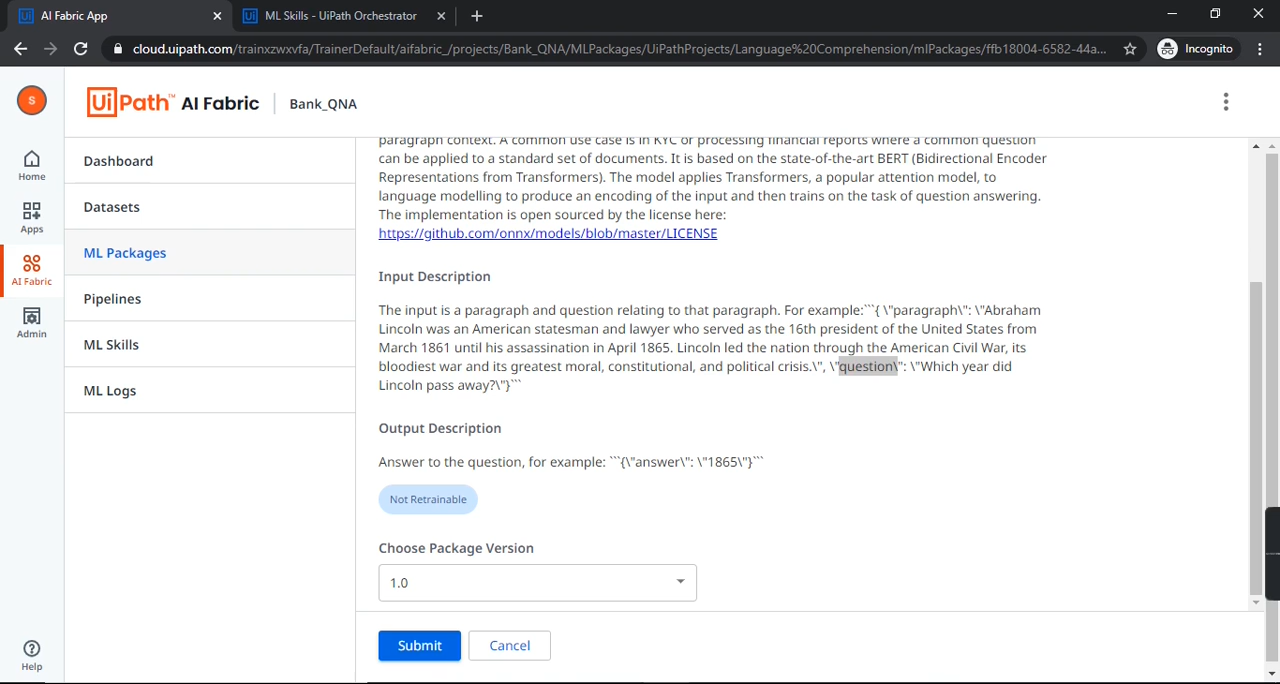 AI Fabric App
ML Skills - UiPath Orchestrator
cloud.uipath.com/trainxzwxvfa/TrainerDefault/aifabric_/projects/Bank_QNA/MLPackages/UiPathProjects/Language%20Comprehension/mlPackages/ffb18004-6582-44a...
Incognito
S
UiPath™ AI Fabric
Bank_QNA
Home
Apps
AI Fabric
Admin
Help
Dashboard
Datasets
ML Packages
Pipelines
ML Skills
ML Logs
paragraph context. A common use case is in KYC or processing financial reports where a common question
can be applied to a standard set of documents. It is based on the state-of-the-art BERT (Bidirectional Encoder
Representations from Transformers). The model applies Transformers, a popular attention model, to
language modelling to produce an encoding of the input and then trains on the task of question answering.
The implementation is open sourced by the license here:
https://github.com/onnx/models/blob/master/LICENSE
Input Description
The input is a paragraph and question relating to that paragraph. For example:```{ \"paragraph\": \"Abraham
Lincoln was an American statesman and lawyer who served as the 16th president of the United States from
March 1861 until his assassination in April 1865. Lincoln led the nation through the American Civil War, its
bloodiest war and its greatest moral, constitutional, and political crisis.\", \"question\": \"Which year did
Lincoln pass away?\"}```
Output Description
Answer to the question, for example: ```{\"answer\": \"1865\"}```
Not Retrainable
Choose Package Version
1.0
Submit
Cancel